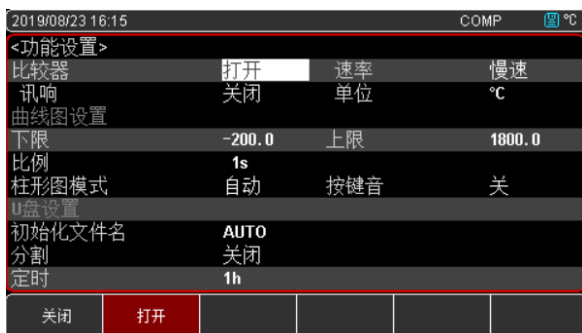 2019/08/23 16:15 COMP °C
<功能设置>
比较器 打开 速率 慢速
讯响 关闭 单位 °C
曲线图设置
下限 -200.0 上限 1800.0
比例 1s
柱形图模式 自动 按键音 关
U盘设置
初始化文件名 AUTO
分割 关闭
定时 1h
关闭 打开